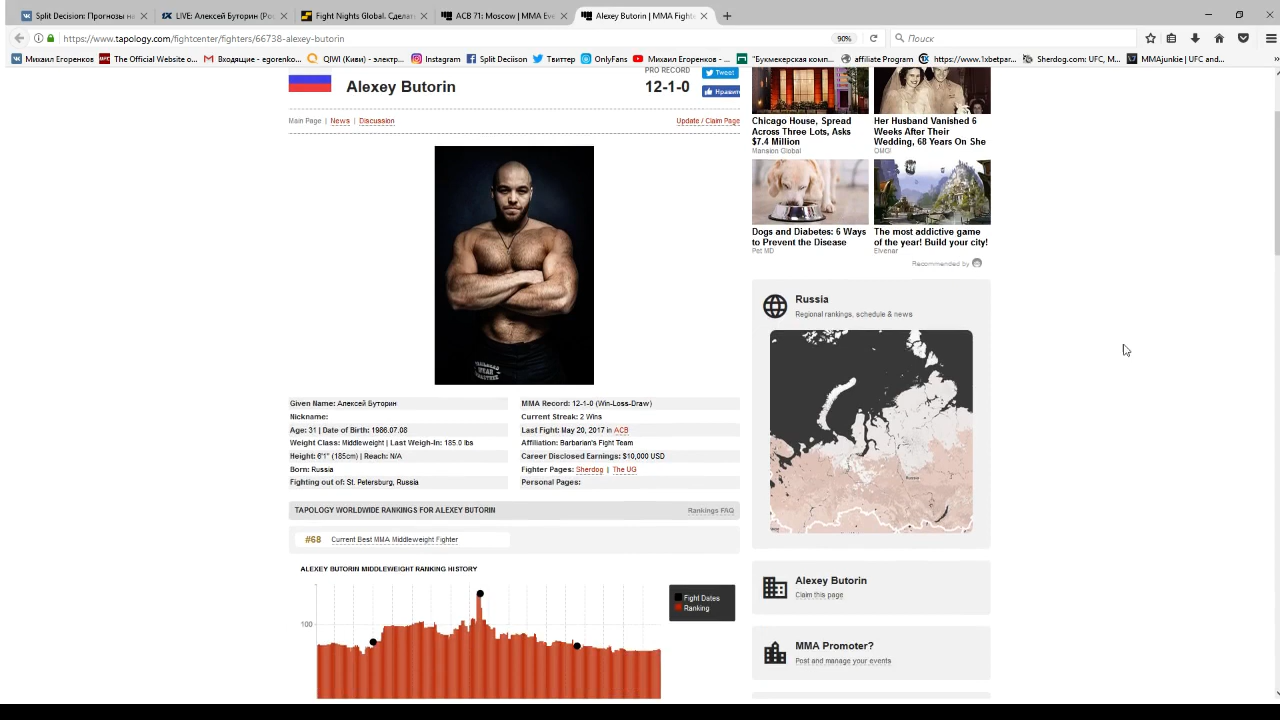 Split Decision: Прогнозы н
LIVE: Алексей Буторин (Рос
Fight Nights Global. Сделат
ACB 71: Moscow | MMA Eve
Alexey Butorin | MMA Fighte
https://www.tapology.com/fightcenter/fighters/66738-alexey-butorin
90%
Поиск
Михаил Егоренков
The Official Website o...
Входящие - egorenko...
QIWI (Киви) - электр...
Instagram
Split Deciison
Твиттер
OnlyFans
Михаил Егоренков - ...
"Букмекерская комп...
affiliate Program
https://www.1xbetpar...
Sherdog.com: UFC, M...
MMAjunkie | UFC and...
Alexey Butorin
PRO RECORD
12-1-0
Tweet
Нравится
Main Page | News | Discussion
Update / Claim Page
Given Name: Алексей Буторин
Nickname:
Age: 31 | Date of Birth: 1986.07.08
Weight Class: Middleweight | Last Weigh-In: 185.0 lbs
Height: 6'1" (185cm) | Reach: N/A
Born: Russia
Fighting out of: St. Petersburg, Russia
MMA Record: 12-1-0 (Win-Loss-Draw)
Current Streak: 2 Wins
Last Fight: May 20, 2017 in ACB
Affiliation: Barbarian's Fight Team
Career Disclosed Earnings: $10,000 USD
Fighter Pages: Sherdog | The UG
Personal Pages:
TAPOLOGY WORLDWIDE RANKINGS FOR ALEXEY BUTORIN
Rankings FAQ
#68
Current Best MMA Middleweight Fighter
ALEXEY BUTORIN MIDDLEWEIGHT RANKING HISTORY
100
Fight Dates
Ranking
Chicago House, Spread
Across Three Lots, Asks
$7.4 Million
Mansion Global
Her Husband Vanished 6
Weeks After Their
Wedding, 68 Years On She
OMG!
Dogs and Diabetes: 6 Ways
to Prevent the Disease
Pet MD
The most addictive game
of the year! Build your city!
Elvenar
Recommended by
Russia
Regional rankings, schedule & news
Russia
Alexey Butorin
Claim this page
MMA Promoter?
Post and manage your events